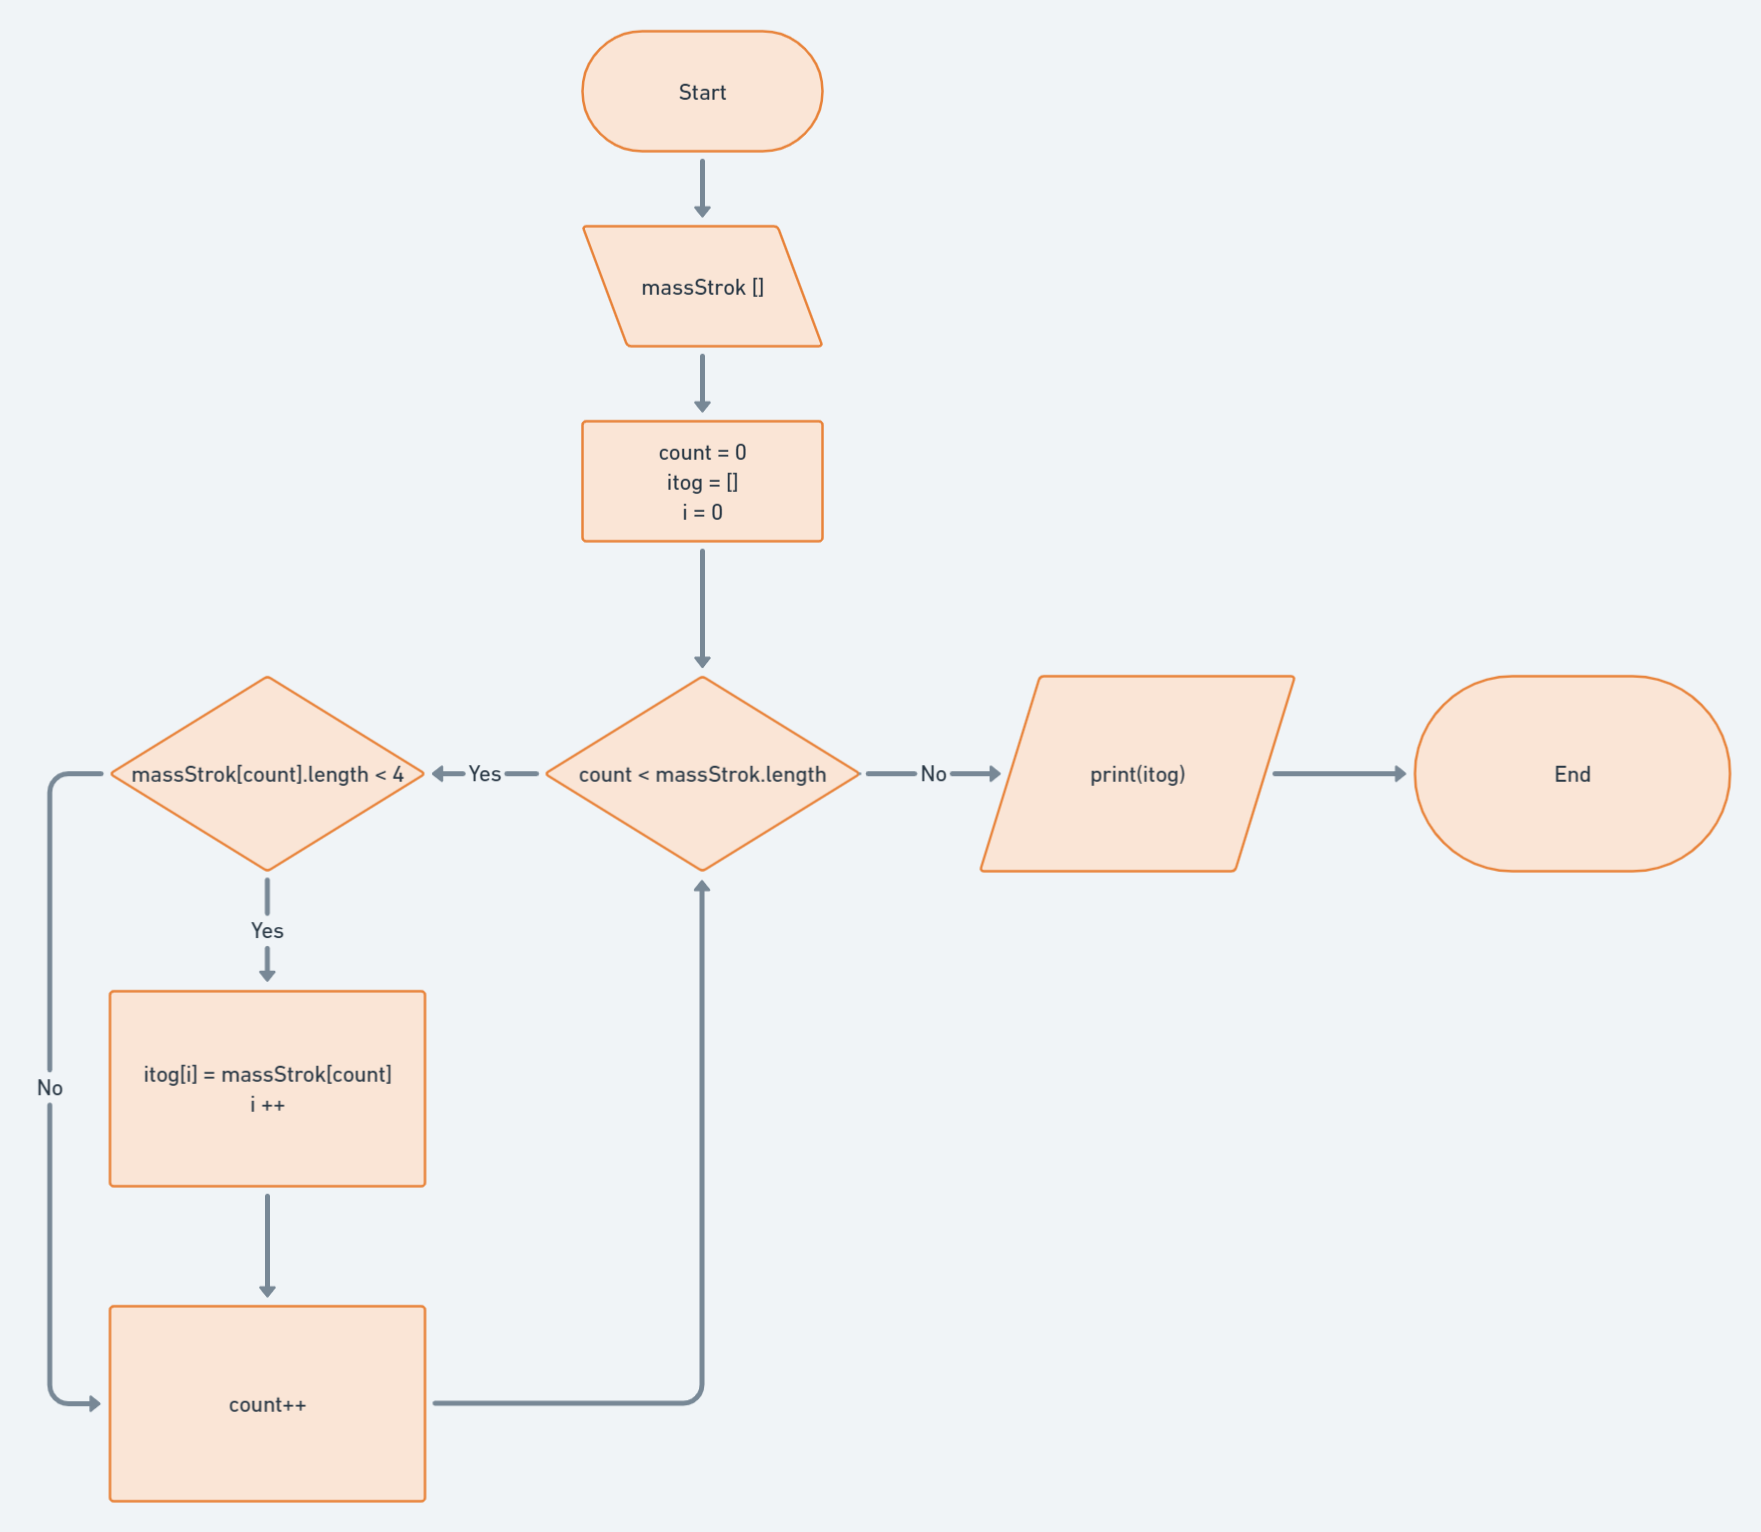 Start
massStrok []
count = 0
itog = []
i = 0
massStrok[count].length < 4
Yes
count < massStrok.length
No
print(itog)
End
Yes
itog[i] = massStrok[count]
i ++
No
count++